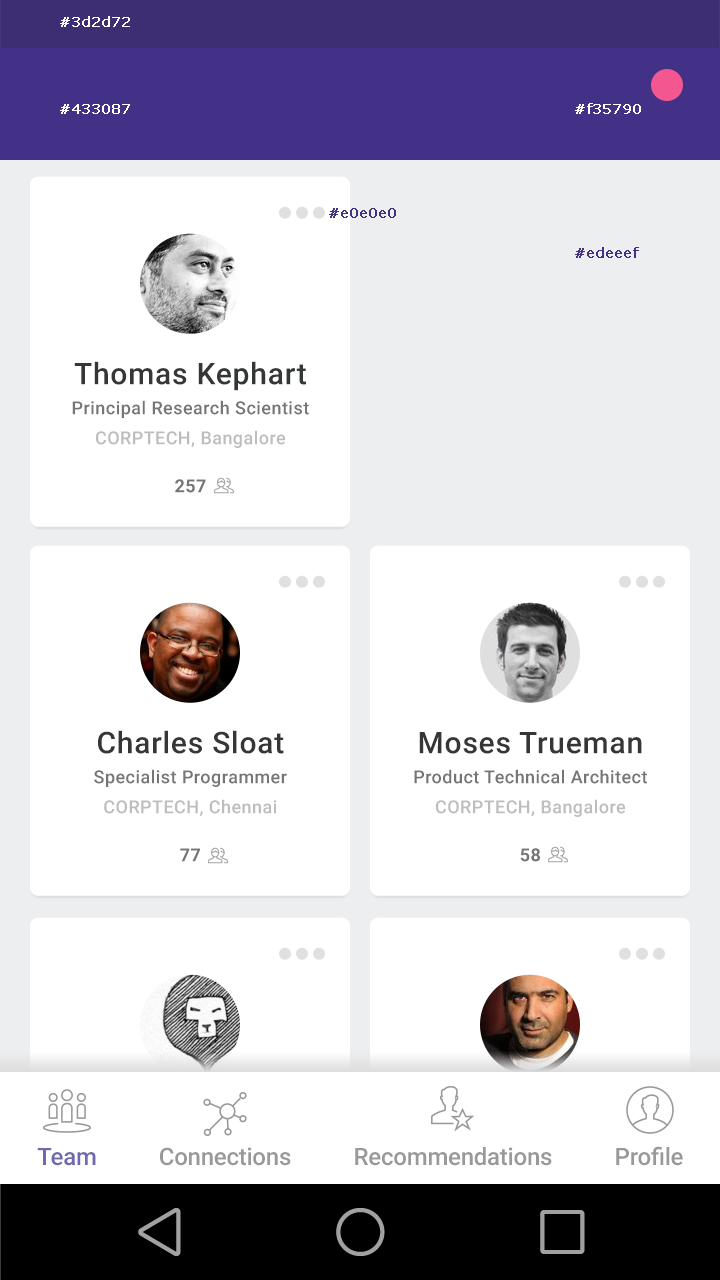 #3d2d72
#433087
#f35790
#e0e0e0
#edeeef
Thomas Kephart
Principal Research Scientist
CORPTECH, Bangalore
257
Charles Sloat
Specialist Programmer
CORPTECH, Chennai
77
Moses Trueman
Product Technical Architect
CORPTECH, Bangalore
58
Team
Connections
Recommendations
Profile